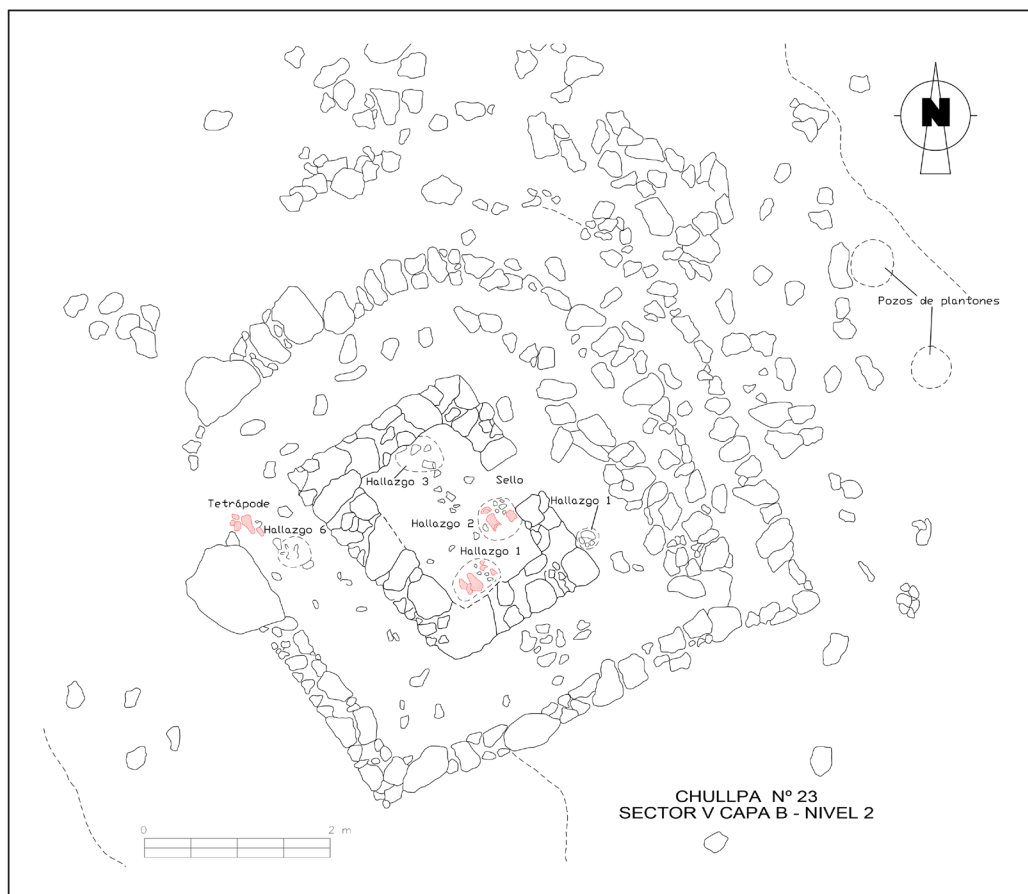 N
Pozos de plantones
Sello
Hallazgo 3
Hallazgo 1
Tetrápode
Hallazgo 2
Hallazgo 6
Hallazgo 1
CHULLPA Nº 23
SECTOR V CAPA B - NIVEL 2
0 2 m